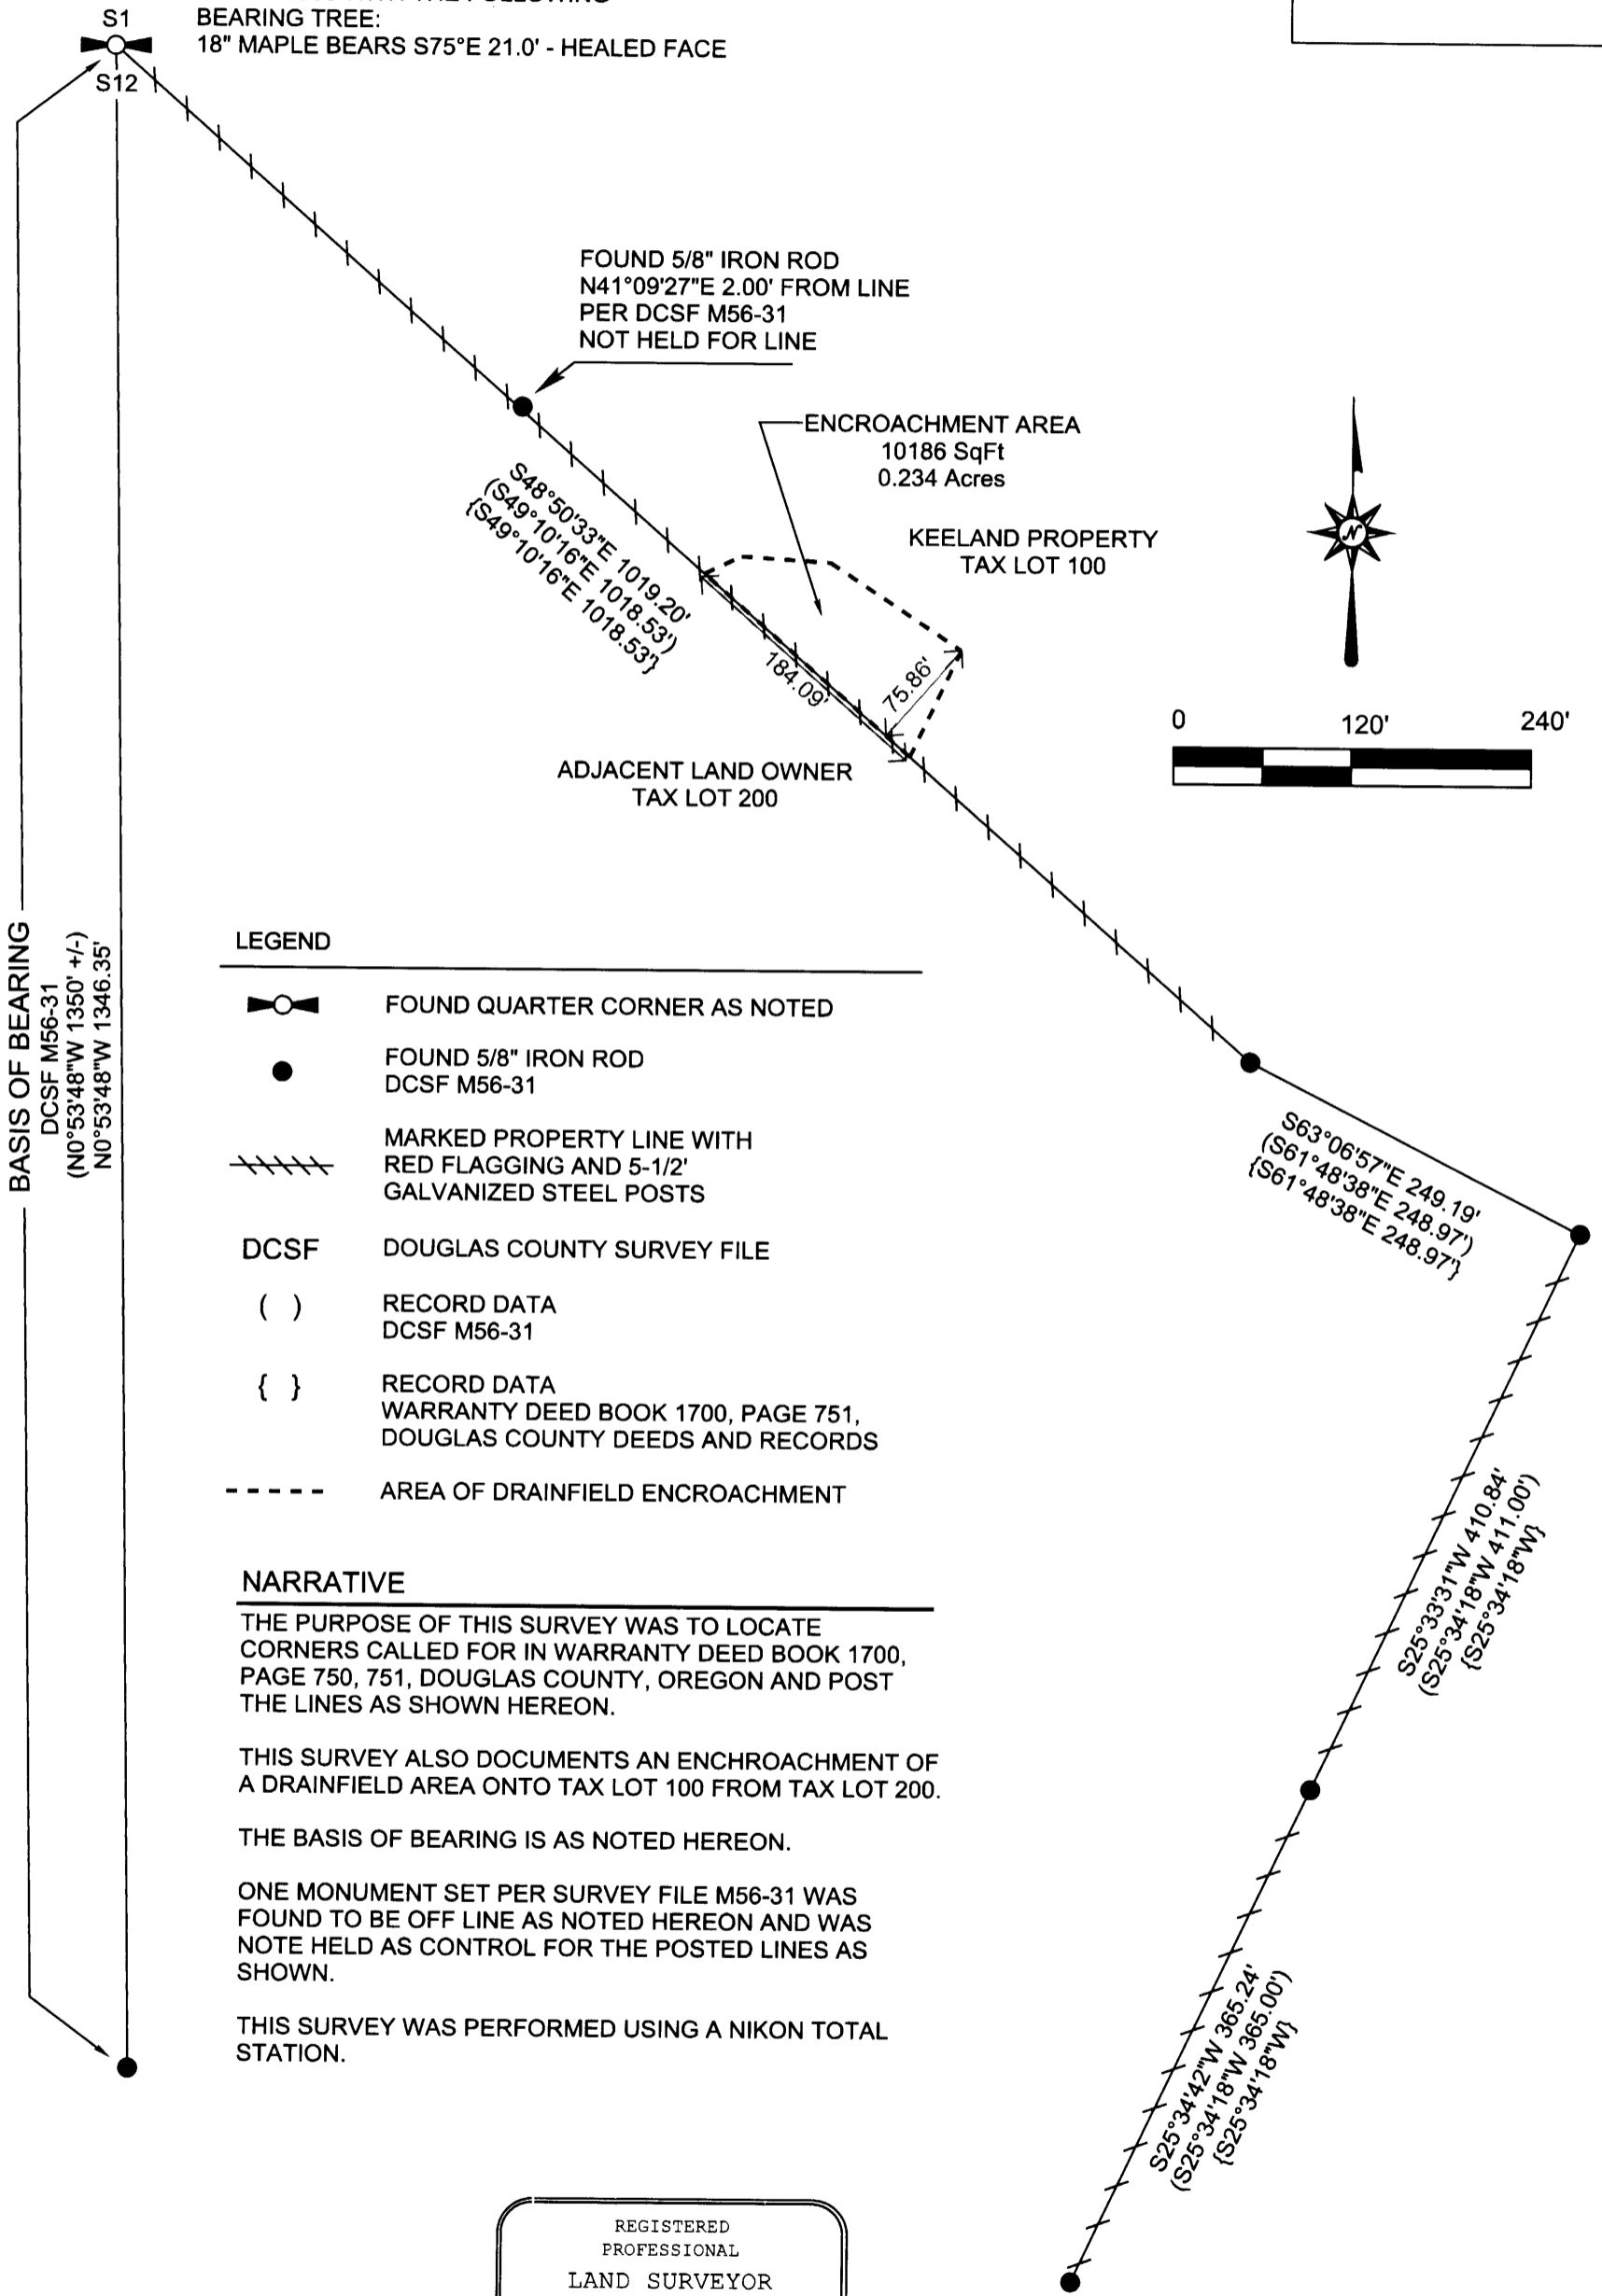 S1
BEARING TREE:
18" MAPLE BEARS S75°E 21.0' - HEALED FACE
S12
FOUND 5/8" IRON ROD
N41°09'27"E 2.00' FROM LINE
PER DCSF M56-31
NOT HELD FOR LINE
ENCROACHMENT AREA
10186 SqFt
0.234 Acres
KEELAND PROPERTY
TAX LOT 100
S48°50'33"E 1019.20'
(S49°10'16"E 1018.53')
{S49°10'16"E 1018.53'}
184.09'
75.86'
N
0 120' 240'
ADJACENT LAND OWNER
TAX LOT 200
BASIS OF BEARING
DCSF M56-31
(N0°53'48"W 1350' +/-)
N0°53'48"W 1346.35'
LEGEND
FOUND QUARTER CORNER AS NOTED
FOUND 5/8" IRON ROD
DCSF M56-31
MARKED PROPERTY LINE WITH
RED FLAGGING AND 5-1/2'
GALVANIZED STEEL POSTS
DCSF DOUGLAS COUNTY SURVEY FILE
( ) RECORD DATA
DCSF M56-31
{ } RECORD DATA
WARRANTY DEED BOOK 1700, PAGE 751,
DOUGLAS COUNTY DEEDS AND RECORDS
AREA OF DRAINFIELD ENCROACHMENT
S63°06'57"E 249.19'
(S61°48'38"E 248.97')
{S61°48'38"E 248.97'}
S25°33'31"W 410.84'
(S25°34'18"W 411.00')
{S25°34'18"W}
NARRATIVE
THE PURPOSE OF THIS SURVEY WAS TO LOCATE
CORNERS CALLED FOR IN WARRANTY DEED BOOK 1700,
PAGE 750, 751, DOUGLAS COUNTY, OREGON AND POST
THE LINES AS SHOWN HEREON.
THIS SURVEY ALSO DOCUMENTS AN ENCHROACHMENT OF
A DRAINFIELD AREA ONTO TAX LOT 100 FROM TAX LOT 200.
THE BASIS OF BEARING IS AS NOTED HEREON.
ONE MONUMENT SET PER SURVEY FILE M56-31 WAS
FOUND TO BE OFF LINE AS NOTED HEREON AND WAS
NOTE HELD AS CONTROL FOR THE POSTED LINES AS
SHOWN.
THIS SURVEY WAS PERFORMED USING A NIKON TOTAL
STATION.
S25°34'42"W 365.24'
(S25°34'18"W 365.00')
{S25°34'18"W}
REGISTERED
PROFESSIONAL
LAND SURVEYOR